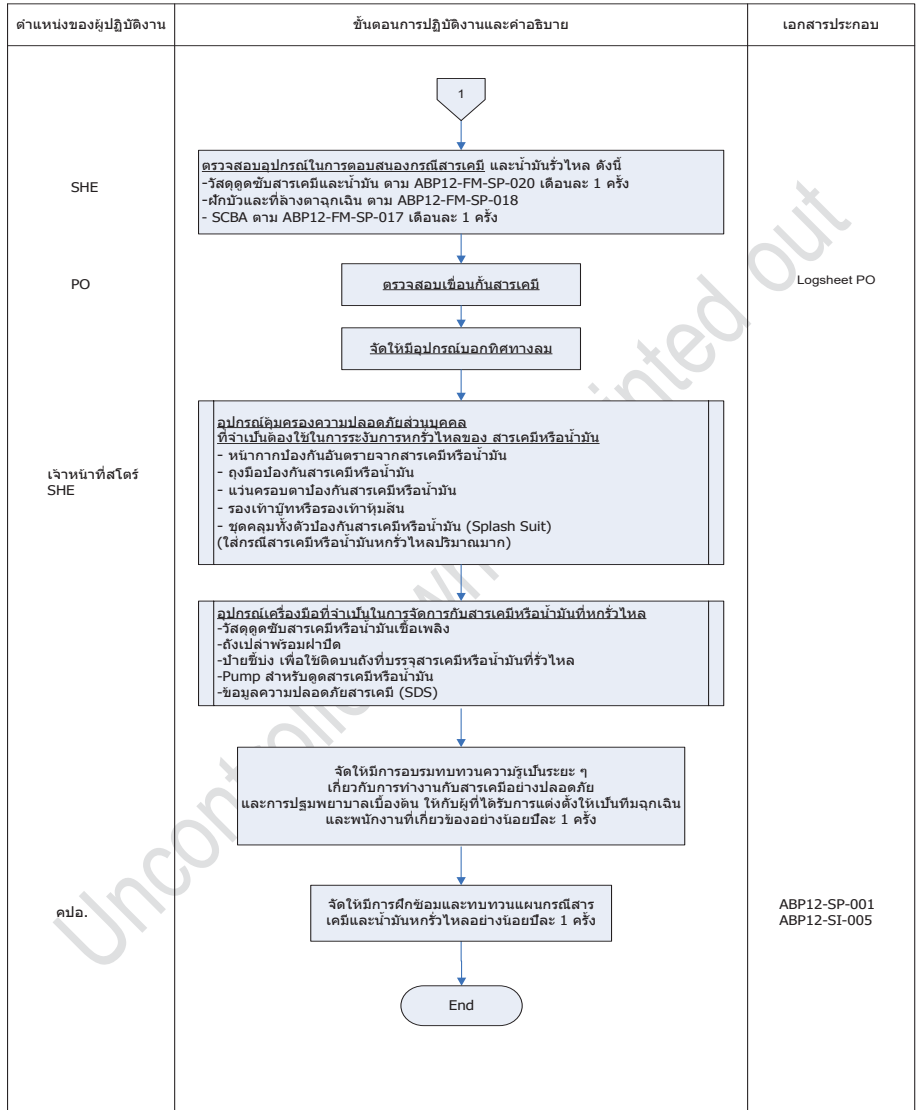 ตำแหน่งของผู้ปฏิบัติงาน
ขั้นตอนการปฏิบัติงานและคำอธิบาย
เอกสารประกอบ
1
SHE
ตรวจสอบอุปกรณ์ในการตอบสนองกรณีสารเคมี และน้ำมันรั่วไหล ดังนี้
-วัสดุดูดซับสารเคมีและน้ำมัน ตาม ABP12-FM-SP-020 เดือนละ 1 ครั้ง
-ฝักบัวและที่ล้างตาฉุกเฉิน ตาม ABP12-FM-SP-018
- SCBA ตาม ABP12-FM-SP-017 เดือนละ 1 ครั้ง
PO
ตรวจสอบเขื่อนกั้นสารเคมี
Logsheet PO
จัดให้มีอุปกรณ์บอกทิศทางลม
เจ้าหน้าที่สโตร์
SHE
อุปกรณ์คุ้มครองความปลอดภัยส่วนบุคคล
ที่จำเป็นต้องใช้ในการระงับการหกรั่วไหลของ สารเคมีหรือน้ำมัน
- หน้ากากป้องกันอันตรายจากสารเคมีหรือน้ำมัน
- ถุงมือป้องกันสารเคมีหรือน้ำมัน
- แว่นครอบตาป้องกันสารเคมีหรือน้ำมัน
- รองเท้าบู๊ทหรือรองเท้าหุ้มส้น
- ชุดคลุมทั้งตัวป้องกันสารเคมีหรือน้ำมัน (Splash Suit)
(ใส่กรณีสารเคมีหรือน้ำมันหกรั่วไหลปริมาณมาก)
อุปกรณ์เครื่องมือที่จำเป็นในการจัดการกับสารเคมีหรือน้ำมันที่หกรั่วไหล
-วัสดุดูดซับสารเคมีหรือน้ำมันเชื้อเพลิง
-ถังเปล่าพร้อมฝาปิด
-ป้ายชี้บ่ง เพื่อใช้ติดบนถังที่บรรจุสารเคมีหรือน้ำมันที่รั่วไหล
-Pump สำหรับดูดสารเคมีหรือน้ำมัน
-ข้อมูลความปลอดภัยสารเคมี (SDS)
จัดให้มีการอบรมทบทวนความรู้เป็นระยะ ๆ
เกี่ยวกับการทำงานกับสารเคมีอย่างปลอดภัย
และการปฐมพยาบาลเบื้องต้น ให้กับผู้ที่ได้รับการแต่งตั้งให้เป็นทีมฉุกเฉิน
และพนักงานที่เกี่ยวข้องอย่างน้อยปีละ 1 ครั้ง
คปอ.
จัดให้มีการฝึกซ้อมและทบทวนแผนกรณีสาร
เคมีและน้ำมันหกรั่วไหลอย่างน้อยปีละ 1 ครั้ง
ABP12-SP-001
ABP12-SI-005
End